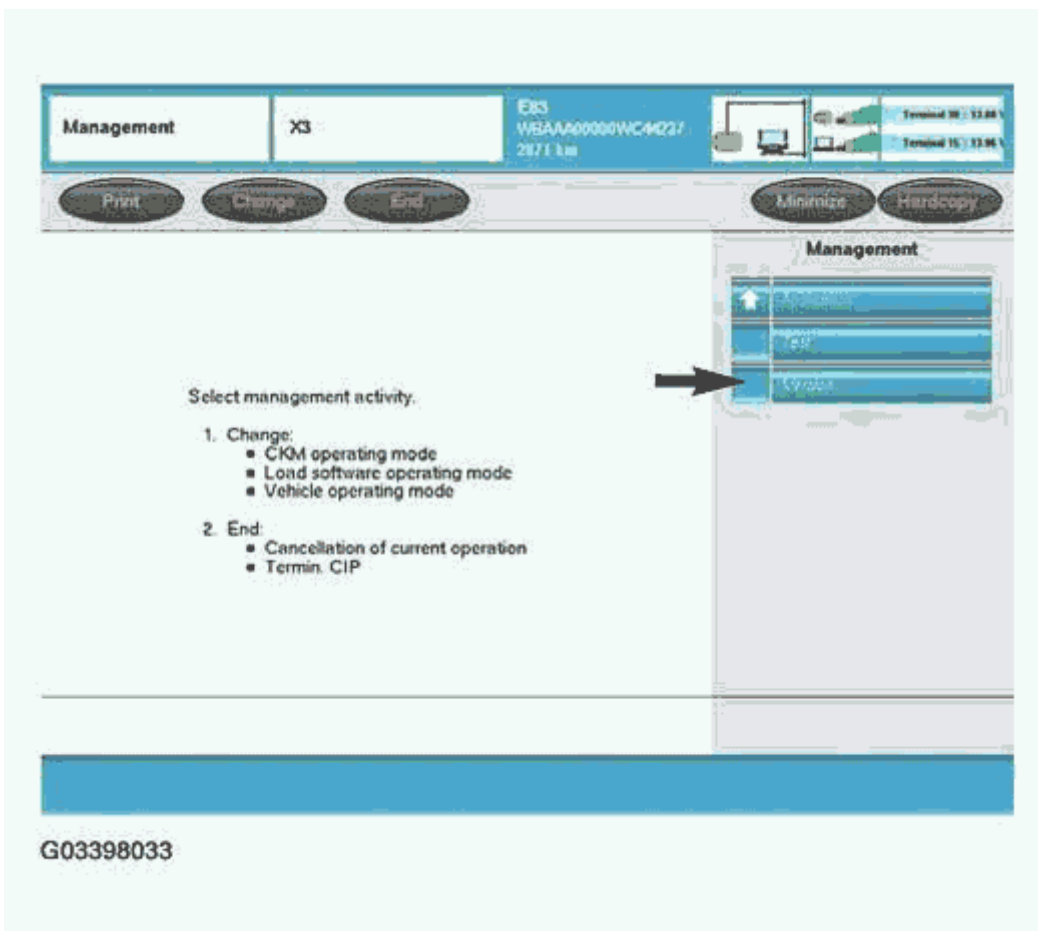 Management
X3
E83
2871 km
Print
Change
End
Minimize
Hardcopy
Management
Select management activity.
1. Change:
▪ CKM operating mode
▪ Load software operating mode
▪ Vehicle operating mode
2. End:
▪ Cancellation of current operation
▪ Termin. CIP
G03398033